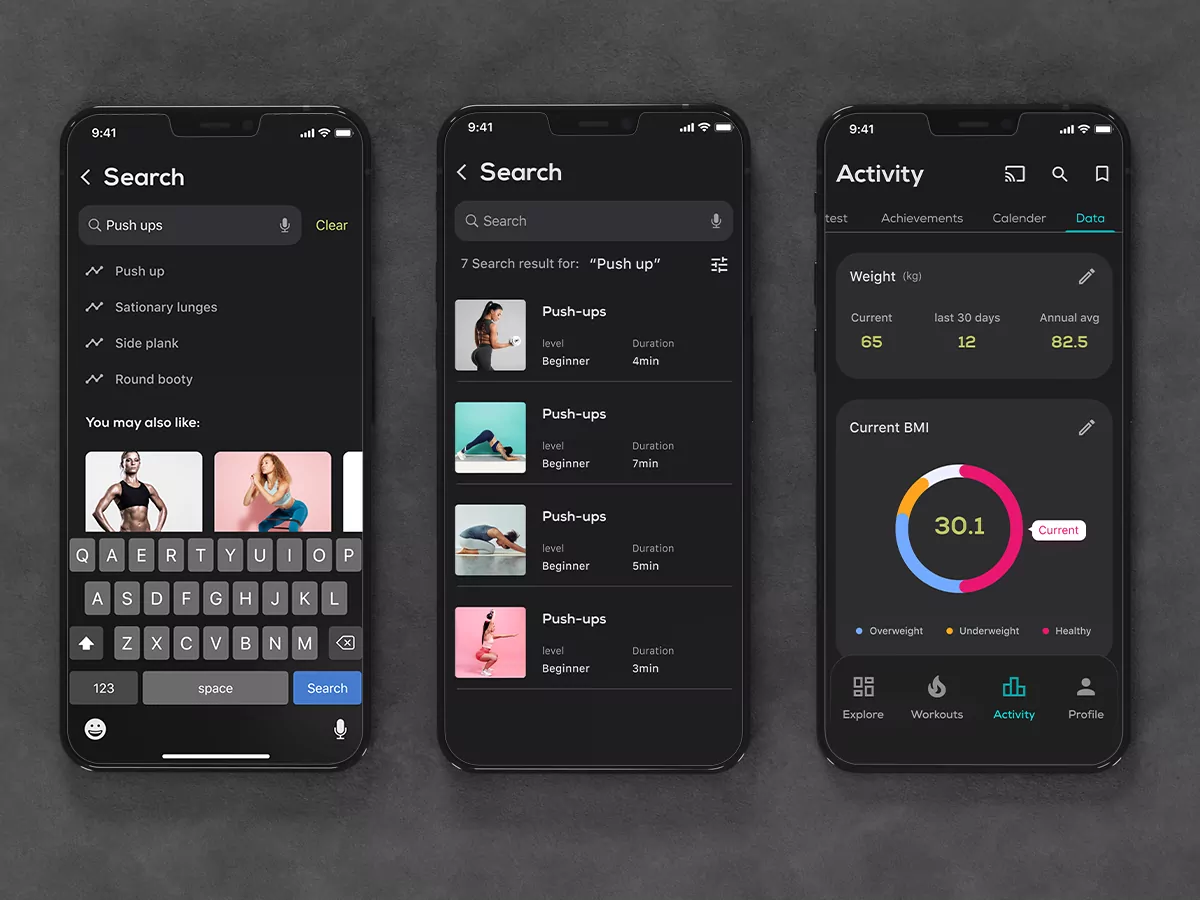 9:41
Search
Push ups
Clear
Push up
Sationary lunges
Side plank
Round booty
You may also like:
Q A E R T Y U I O P
A S D F G H J K L
Z X C V B N M
123 space Search
9:41
Search
Search
7 Search result for: “Push up”
Push-ups
level Duration
Beginner 4min
Push-ups
level Duration
Beginner 7min
Push-ups
level Duration
Beginner 5min
Push-ups
level Duration
Beginner 3min
9:41
Activity
test Achievements Calender Data
Weight (kg)
Current last 30 days Annual avg
65 12 82.5
Current BMI
30.1
Current
Overweight Underweight Healthy
Explore Workouts Activity Profile